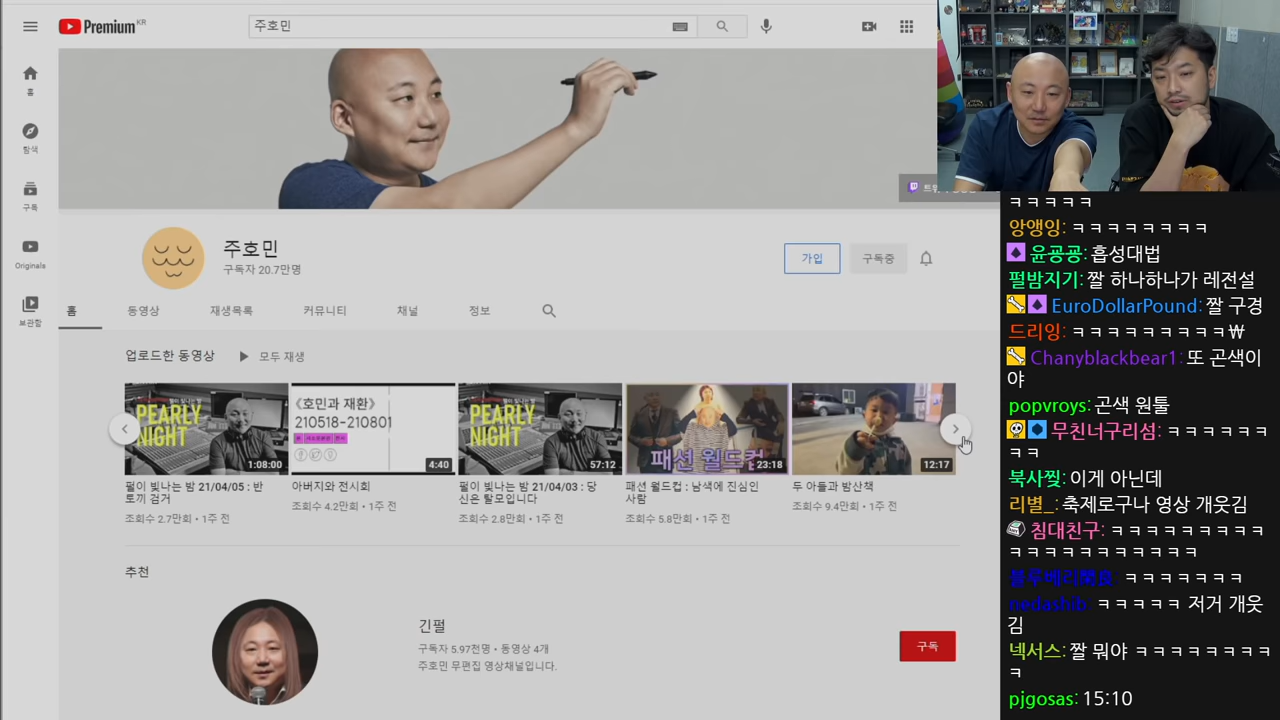 Premium KR
주호민
홈
탐색
구독
Originals
보관함
주호민
구독자 20.7만명
가입
구독중
홈
동영상
재생목록
커뮤니티
채널
정보
업로드한 동영상
모두 재생
펄이 빛나는 밤
PEARLY
NIGHT
1:08:00
《호민과 재환》
210518-210801
4:40
PEARLY
NIGHT
57:12
패션 월드컵
23:18
12:17
펄이 빛나는 밤 21/04/05 : 반
토끼 검거
조회수 2.7만회 • 1주 전
아버지와 전시회
조회수 4.2만회 • 1주 전
펄이 빛나는 밤 21/04/03 : 당
신은 탈모입니다
조회수 2.8만회 • 1주 전
패션 월드컵 : 남색에 진심인
사람
조회수 5.8만회 • 1주 전
두 아들과 밤산책
조회수 9.4만회 • 1주 전
추천
긴펄
구독자 5.97천명 • 동영상 4개
주호민 무편집 영상채널입니다.
구독
ㅋㅋㅋㅋㅋ
앙앵잉: ㅋㅋㅋㅋㅋㅋㅋㅋ
윤공공: 흡성대법
펄밤지기: 짤 하나하나가 레전설
EuroDollarPound: 짤 구경
드리잉: ㅋㅋㅋㅋㅋㅋㅋㅋㅋ₩
Chanyblackbear1: 또 곤색이
야
popvroys: 곤색 원툴
무친너구리섬: ㅋㅋㅋㅋㅋㅋ
ㅋㅋ
북사찢: 이게 아닌데
리별_: 축제로구나 영상 개웃김
침대친구: ㅋㅋㅋㅋㅋㅋㅋㅋㅋ
ㅋㅋㅋㅋㅋㅋㅋㅋㅋㅋㅋ
블루베리: ㅋㅋㅋㅋㅋㅋㅋ
nedashib: ㅋㅋㅋㅋㅋ 저거 개웃
김
넥서스: 짤 뭐야 ㅋㅋㅋㅋㅋㅋㅋㅋ
ㅋ
pjgosas: 15:10